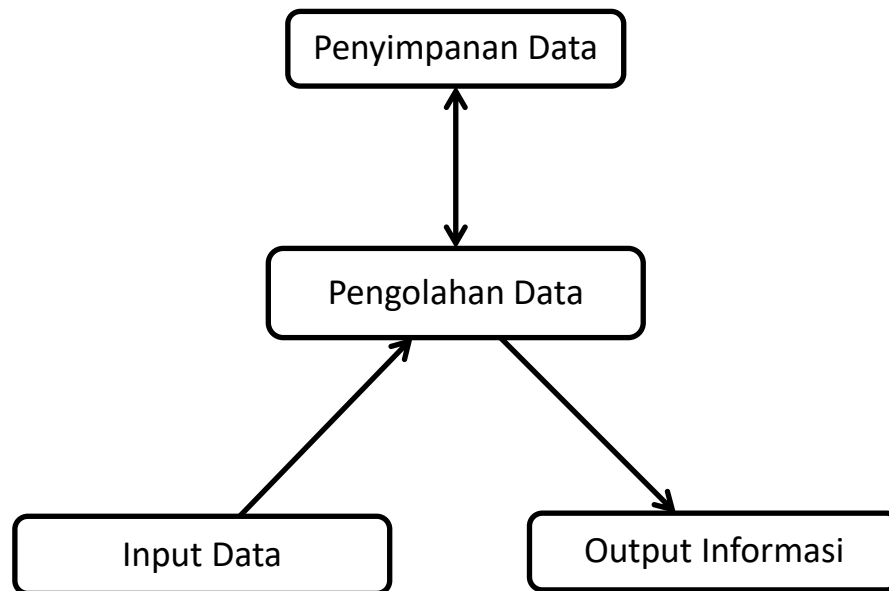 Penyimpanan Data
Pengolahan Data
Input Data
Output Informasi